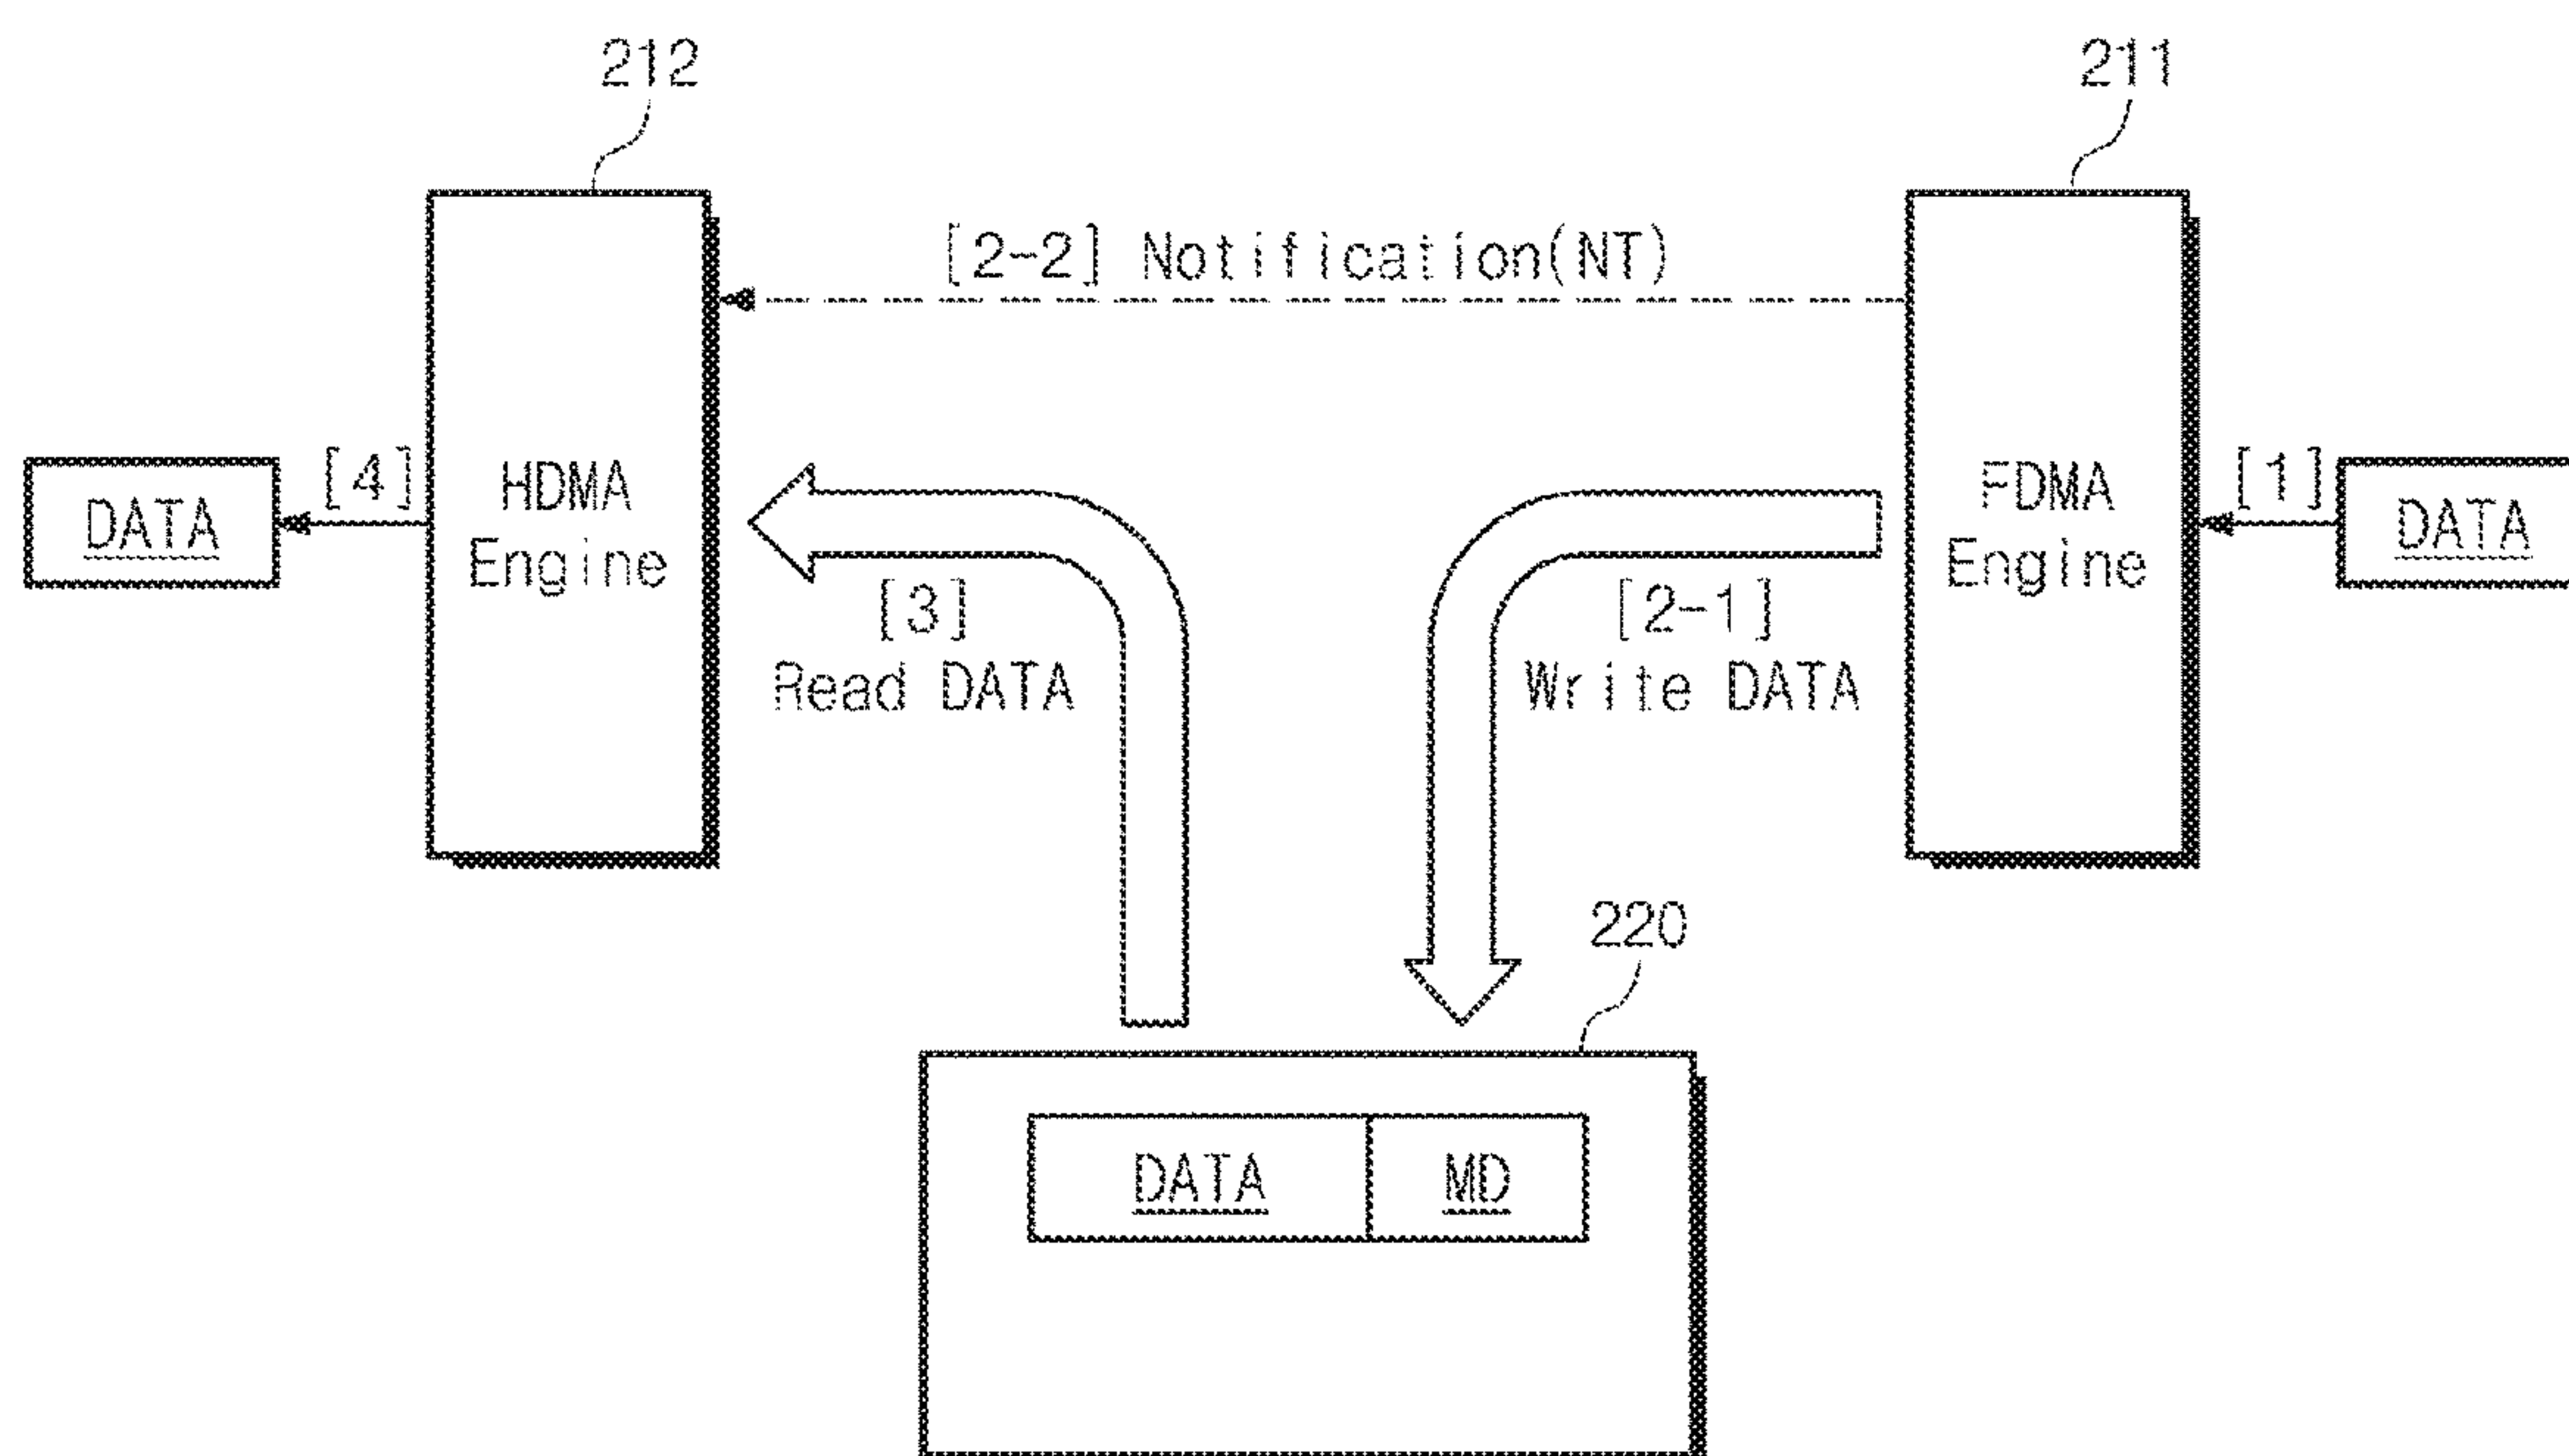 212
211
[2-2] Notification(NT)
DATA
[4]
HDMA
Engine
[3]
Read DATA
[2-1]
Write DATA
FDMA
Engine
[1]
DATA
220
DATA
MD